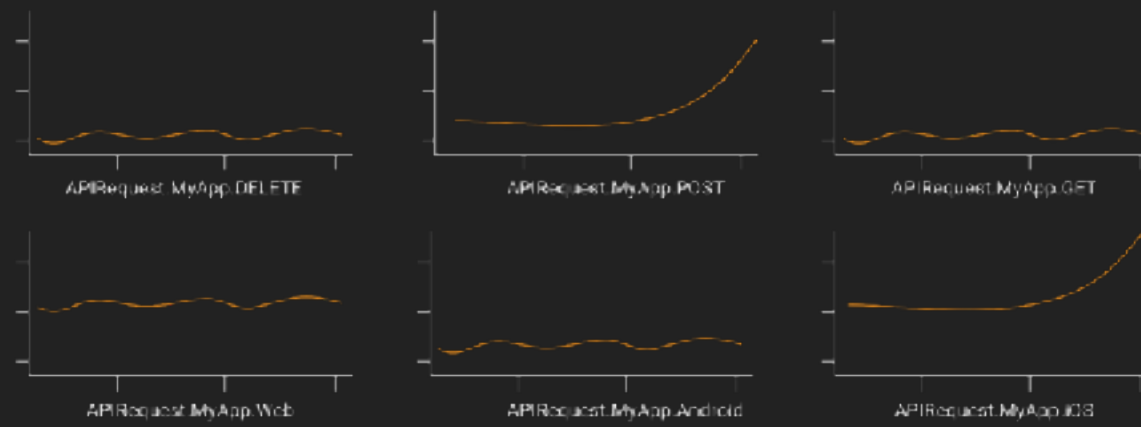 APIRequest.MyApp.DELETE
APIRequest.MyApp.POST
APIRequest.MyApp.GET
APIRequest.MyApp.Web
APIRequest.MyApp.Android
APIRequest.MyApp.iOS